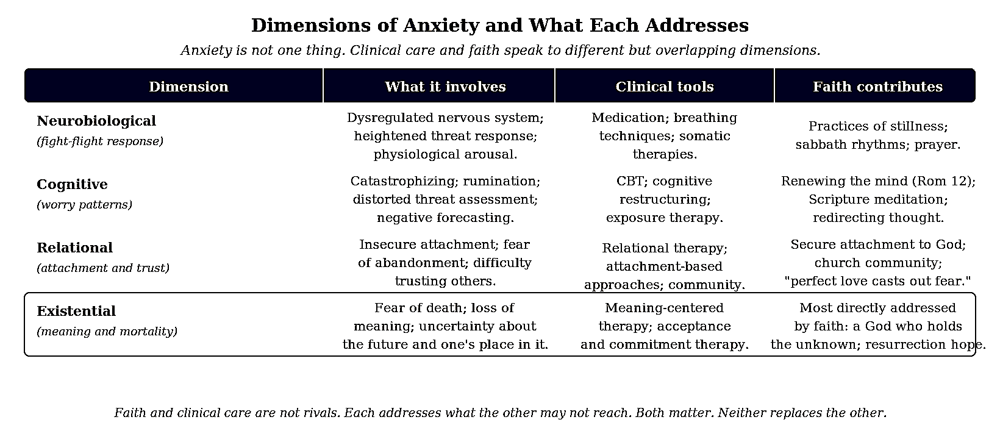 Dimensions of Anxiety and What Each Addresses
Anxiety is not one thing. Clinical care and faith speak to different but overlapping dimensions.
Dimension
What it involves
Clinical tools
Faith contributes
Neurobiological
(fight-flight response)
Dysregulated nervous system;
heightened threat response;
physiological arousal.
Medication; breathing
techniques; somatic
therapies.
Practices of stillness;
sabbath rhythms; prayer.
Cognitive
(worry patterns)
Catastrophizing; rumination;
distorted threat assessment;
negative forecasting.
CBT; cognitive
restructuring;
exposure therapy.
Renewing the mind (Rom 12);
Scripture meditation;
redirecting thought.
Relational
(attachment and trust)
Insecure attachment; fear
of abandonment; difficulty
trusting others.
Relational therapy;
attachment-based
approaches; community.
Secure attachment to God;
church community;
"perfect love casts out fear."
Existential
(meaning and mortality)
Fear of death; loss of
meaning; uncertainty about
the future and one's place in it.
Meaning-centered
therapy; acceptance
and commitment therapy.
Most directly addressed
by faith: a God who holds
the unknown; resurrection hope.
Faith and clinical care are not rivals. Each addresses what the other may not reach. Both matter. Neither replaces the other.